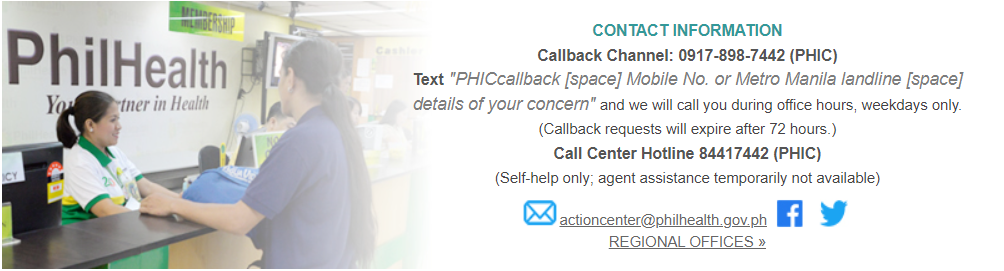 MEMBERSHIP
PhilHealth
Your Partner in Health
Cashier
CONTACT INFORMATION
Callback Channel: 0917-898-7442 (PHIC)
Text "PHICcallback [space] Mobile No. or Metro Manila landline [space]
details of your concern" and we will call you during office hours, weekdays only.
(Callback requests will expire after 72 hours.)
Call Center Hotline 84417442 (PHIC)
(Self-help only; agent assistance temporarily not available)
actioncenter@philhealth.gov.ph
REGIONAL OFFICES »